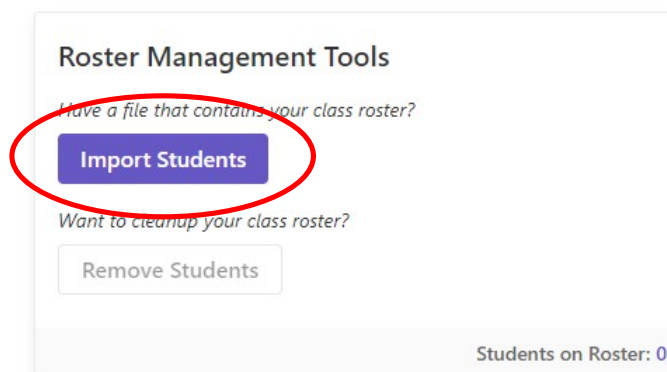 Roster Management Tools
Have a file that contains your class roster?
Import Students
Want to cleanup your class roster?
Remove Students
Students on Roster: 0